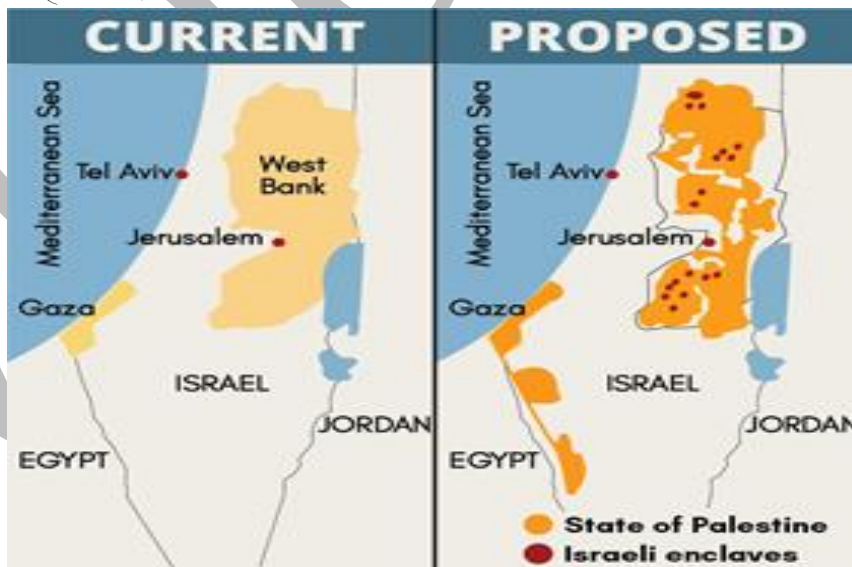 CURRENT
Mediterranean Sea
West
Bank
Tel Aviv
Jerusalem
Gaza
ISRAEL
JORDAN
EGYPT
PROPOSED
Mediterranean Sea
Tel Aviv
Jerusalem
Gaza
ISRAEL
JORDAN
EGYPT
State of Palestine
Israeli enclaves